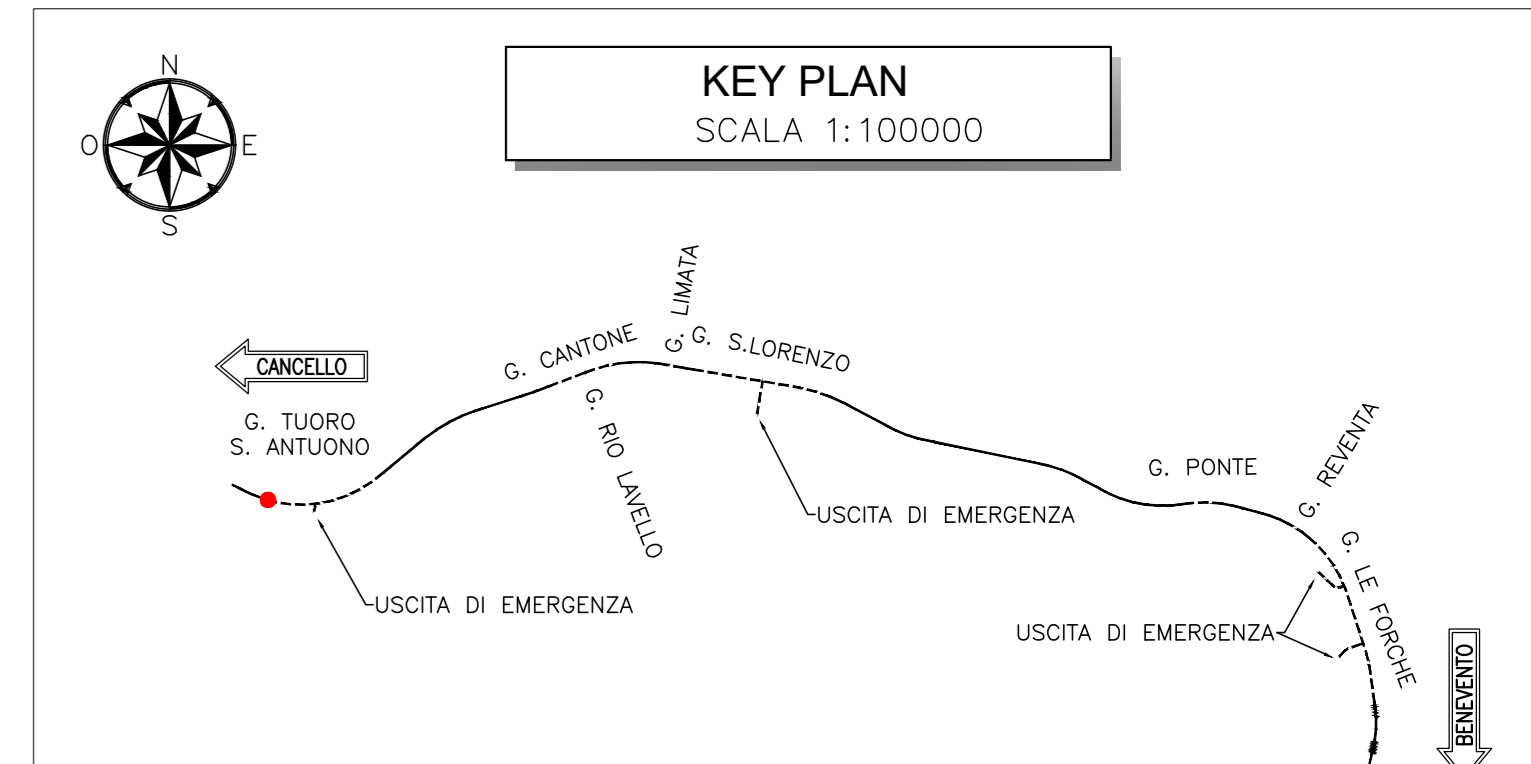 N
O
E
S
KEY PLAN
SCALA 1:100000
CANCELLO
G. TUORO
S. ANTUONO
G. CANTONE
G. RIO LAVELLO
G. LIMATA
G. S.LORENZO
USCITA DI EMERGENZA
USCITA DI EMERGENZA
G. PONTE
G. REVENTA
G. LE FORCHE
USCITA DI EMERGENZA
BENEVENTO